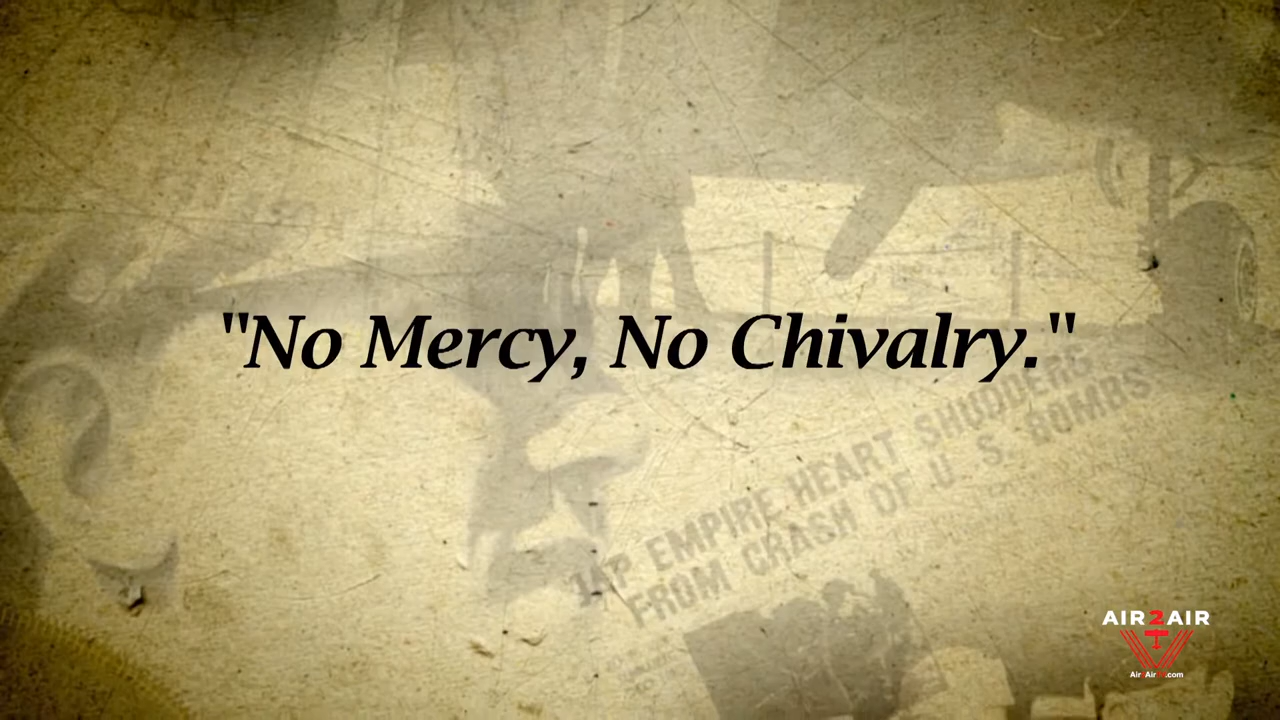 "No Mercy, No Chivalry."
JAP EMPIRE HEART SHUDDERS
FROM CRASH OF U. S. BOMBS
AIR2AIR